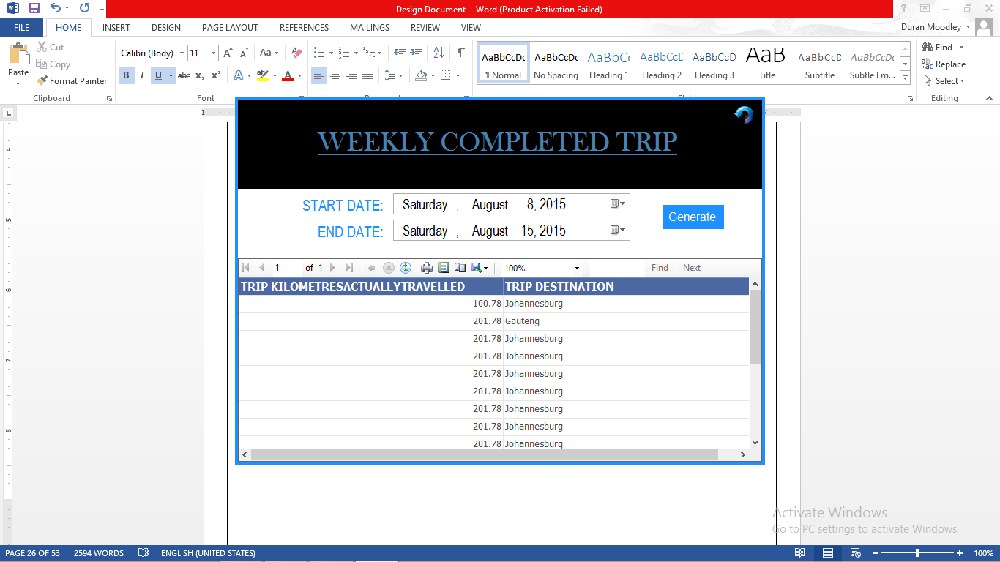 Design Document - Word (Product Activation Failed)
FILE HOME INSERT DESIGN PAGE LAYOUT REFERENCES MAILINGS REVIEW VIEW
Duran Moodley
Cut
Copy
Format Painter
Paste
Clipboard
Calibri (Body) 11
Font
AaBbCcDc AaBbCcDc AaBbCc AaBbCcD AaBbCcD AaBl AaBbCcD AaBbCcDc
¶ Normal No Spacing Heading 1 Heading 2 Heading 3 Title Subtitle Subtle Em...
Find
Replace
Select
Editing
WEEKLY COMPLETED TRIP
START DATE: Saturday , August 8, 2015
END DATE: Saturday , August 15, 2015
Generate
1 of 1 100% Find Next
TRIP KILOMETRESACTUALLYTRAVELLED TRIP DESTINATION
100.78 Johannesburg
201.78 Gauteng
201.78 Johannesburg
201.78 Johannesburg
201.78 Johannesburg
201.78 Johannesburg
201.78 Johannesburg
201.78 Johannesburg
201.78 Johannesburg
Activate Windows
Go to PC settings to activate Windows.
PAGE 26 OF 53 2594 WORDS ENGLISH (UNITED STATES) 100%